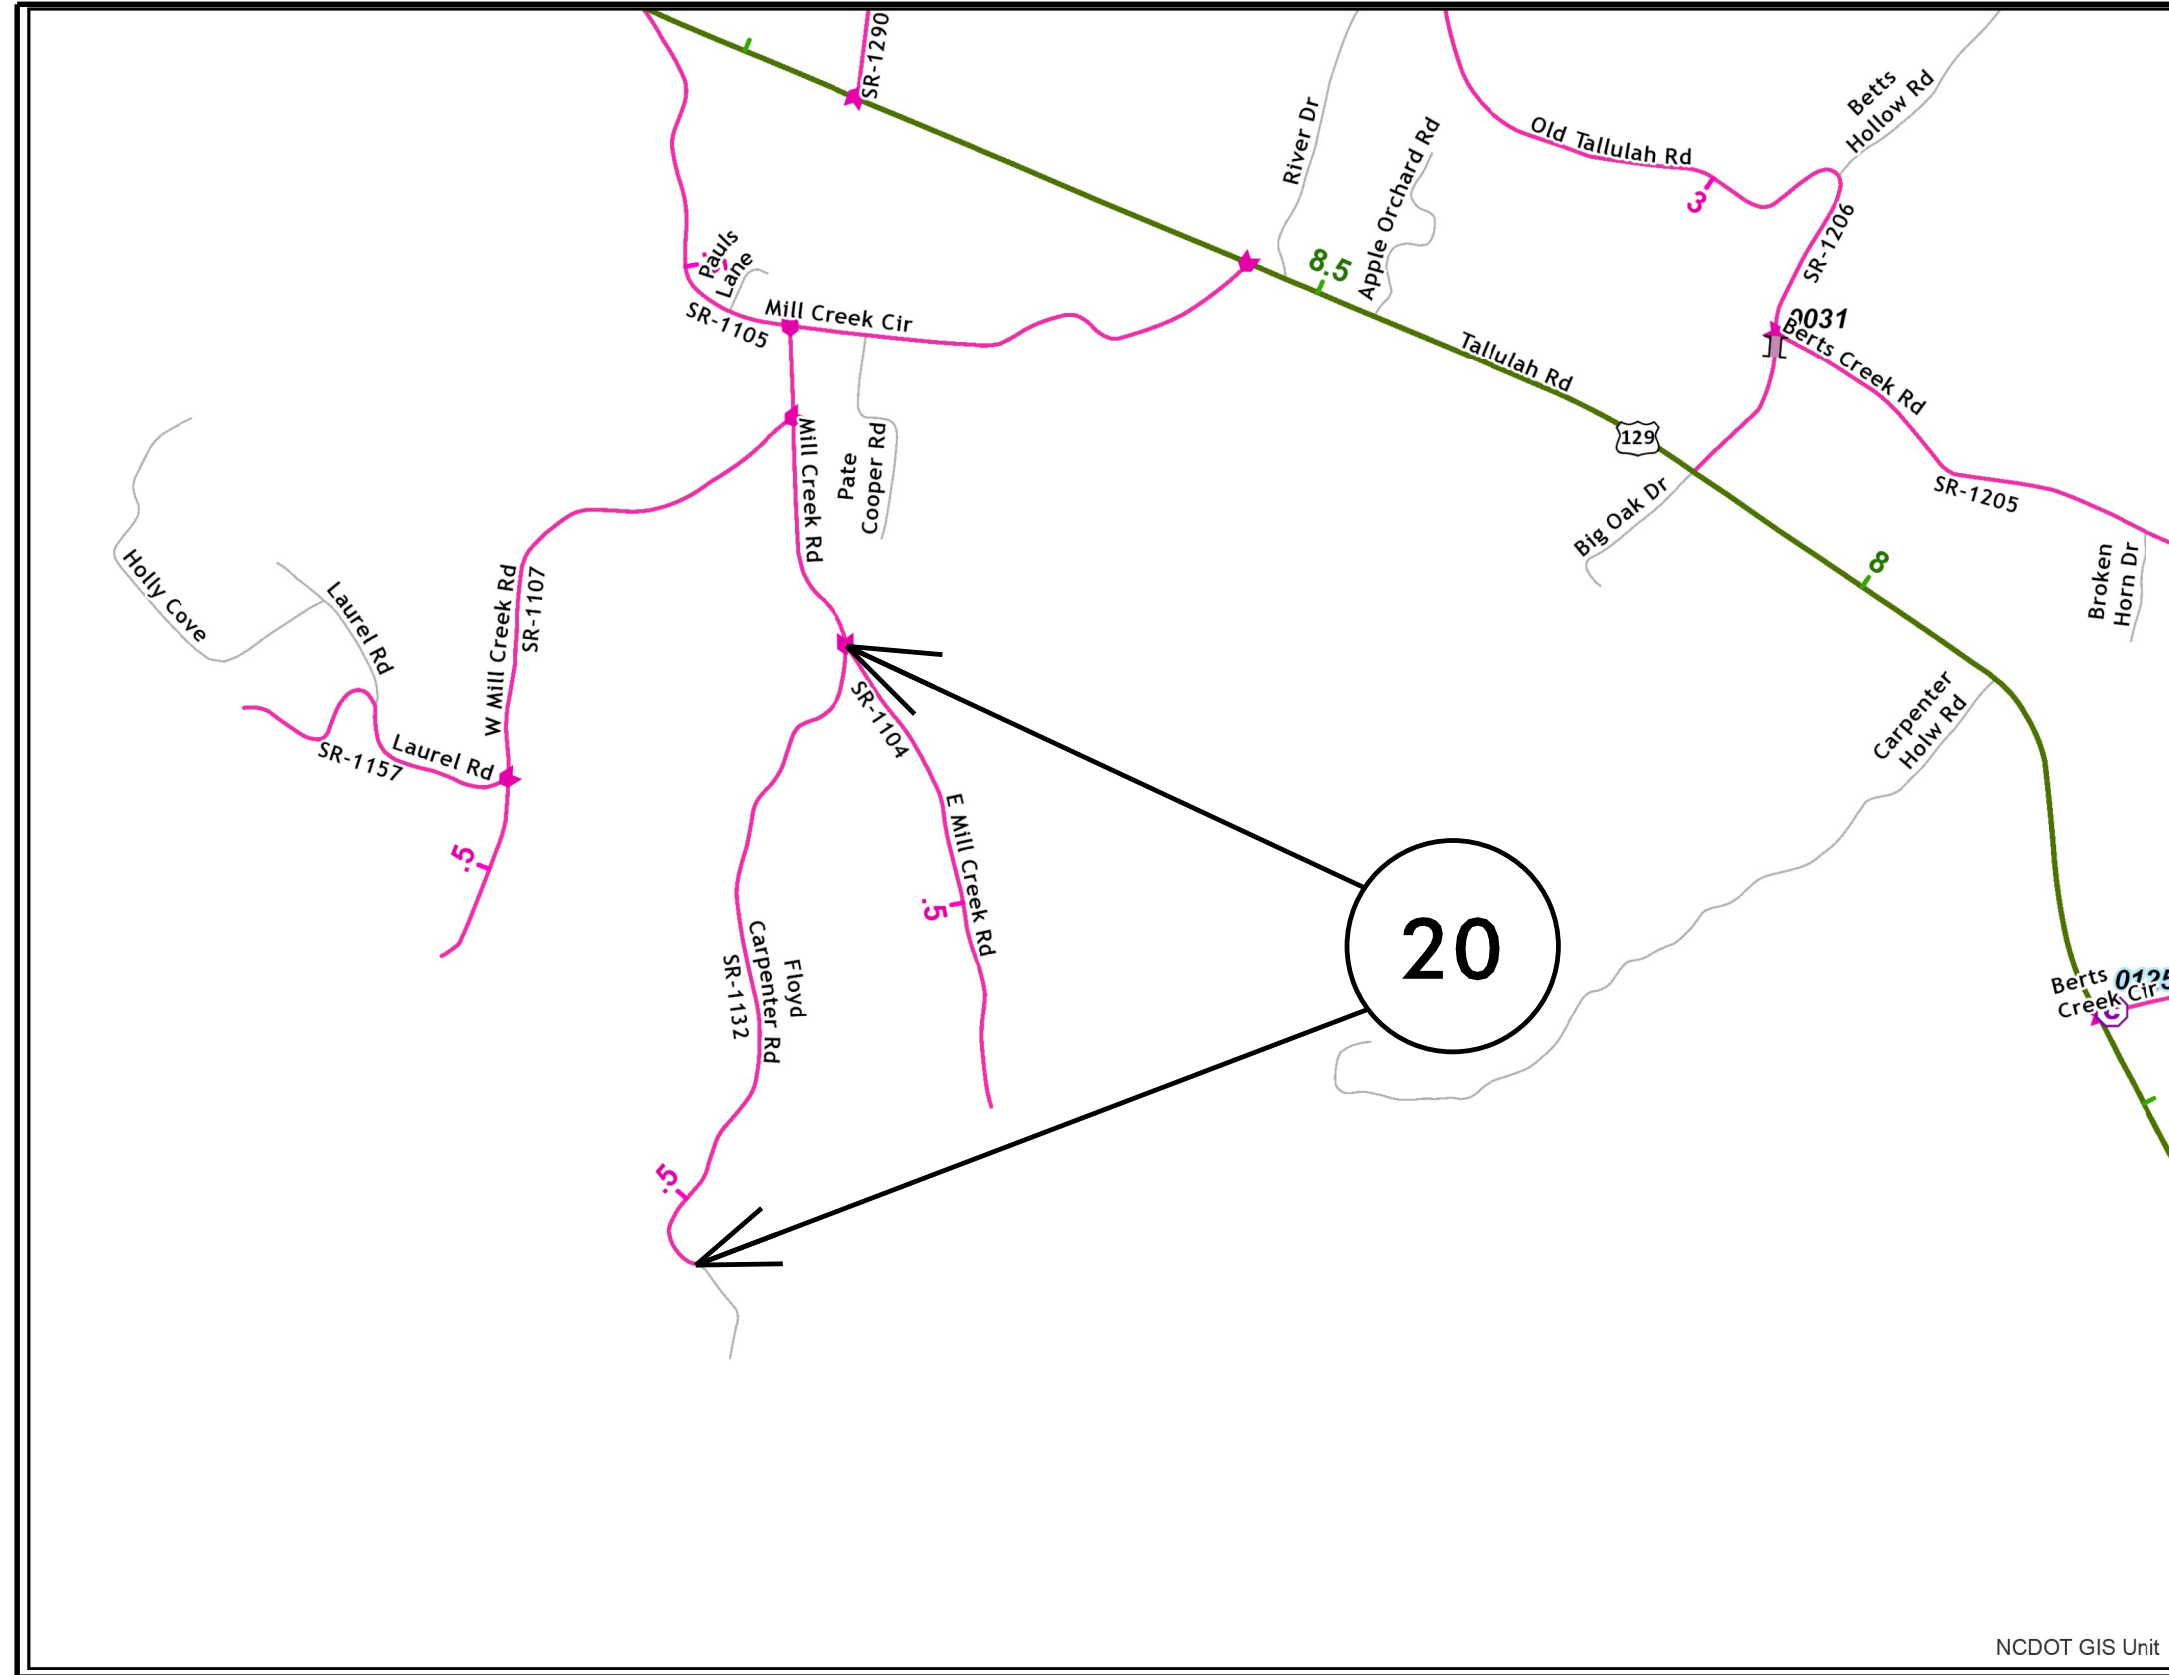 SR-1290
Betts
Hollow Rd
River Dr
Apple Orchard Rd
Old Tallulah Rd
3
SR-1206
Pauls
Lane
8.5
SR-1105
Mill Creek Cir
0031
Berts Creek Rd
Tallulah Rd
129
Mill Creek Rd
Pate
Cooper Rd
SR-1205
Big Oak Dr
8
Broken
Horn Dr
Holly Cove
Laurel Rd
W Mill Creek Rd
SR-1107
SR-1104
Carpenter
Holw Rd
Laurel Rd
SR-1157
E Mill Creek Rd
.5
.5
20
Floyd
Carpenter Rd
SR-1132
Berts
Creek Cir
.5
NCDOT GIS Unit